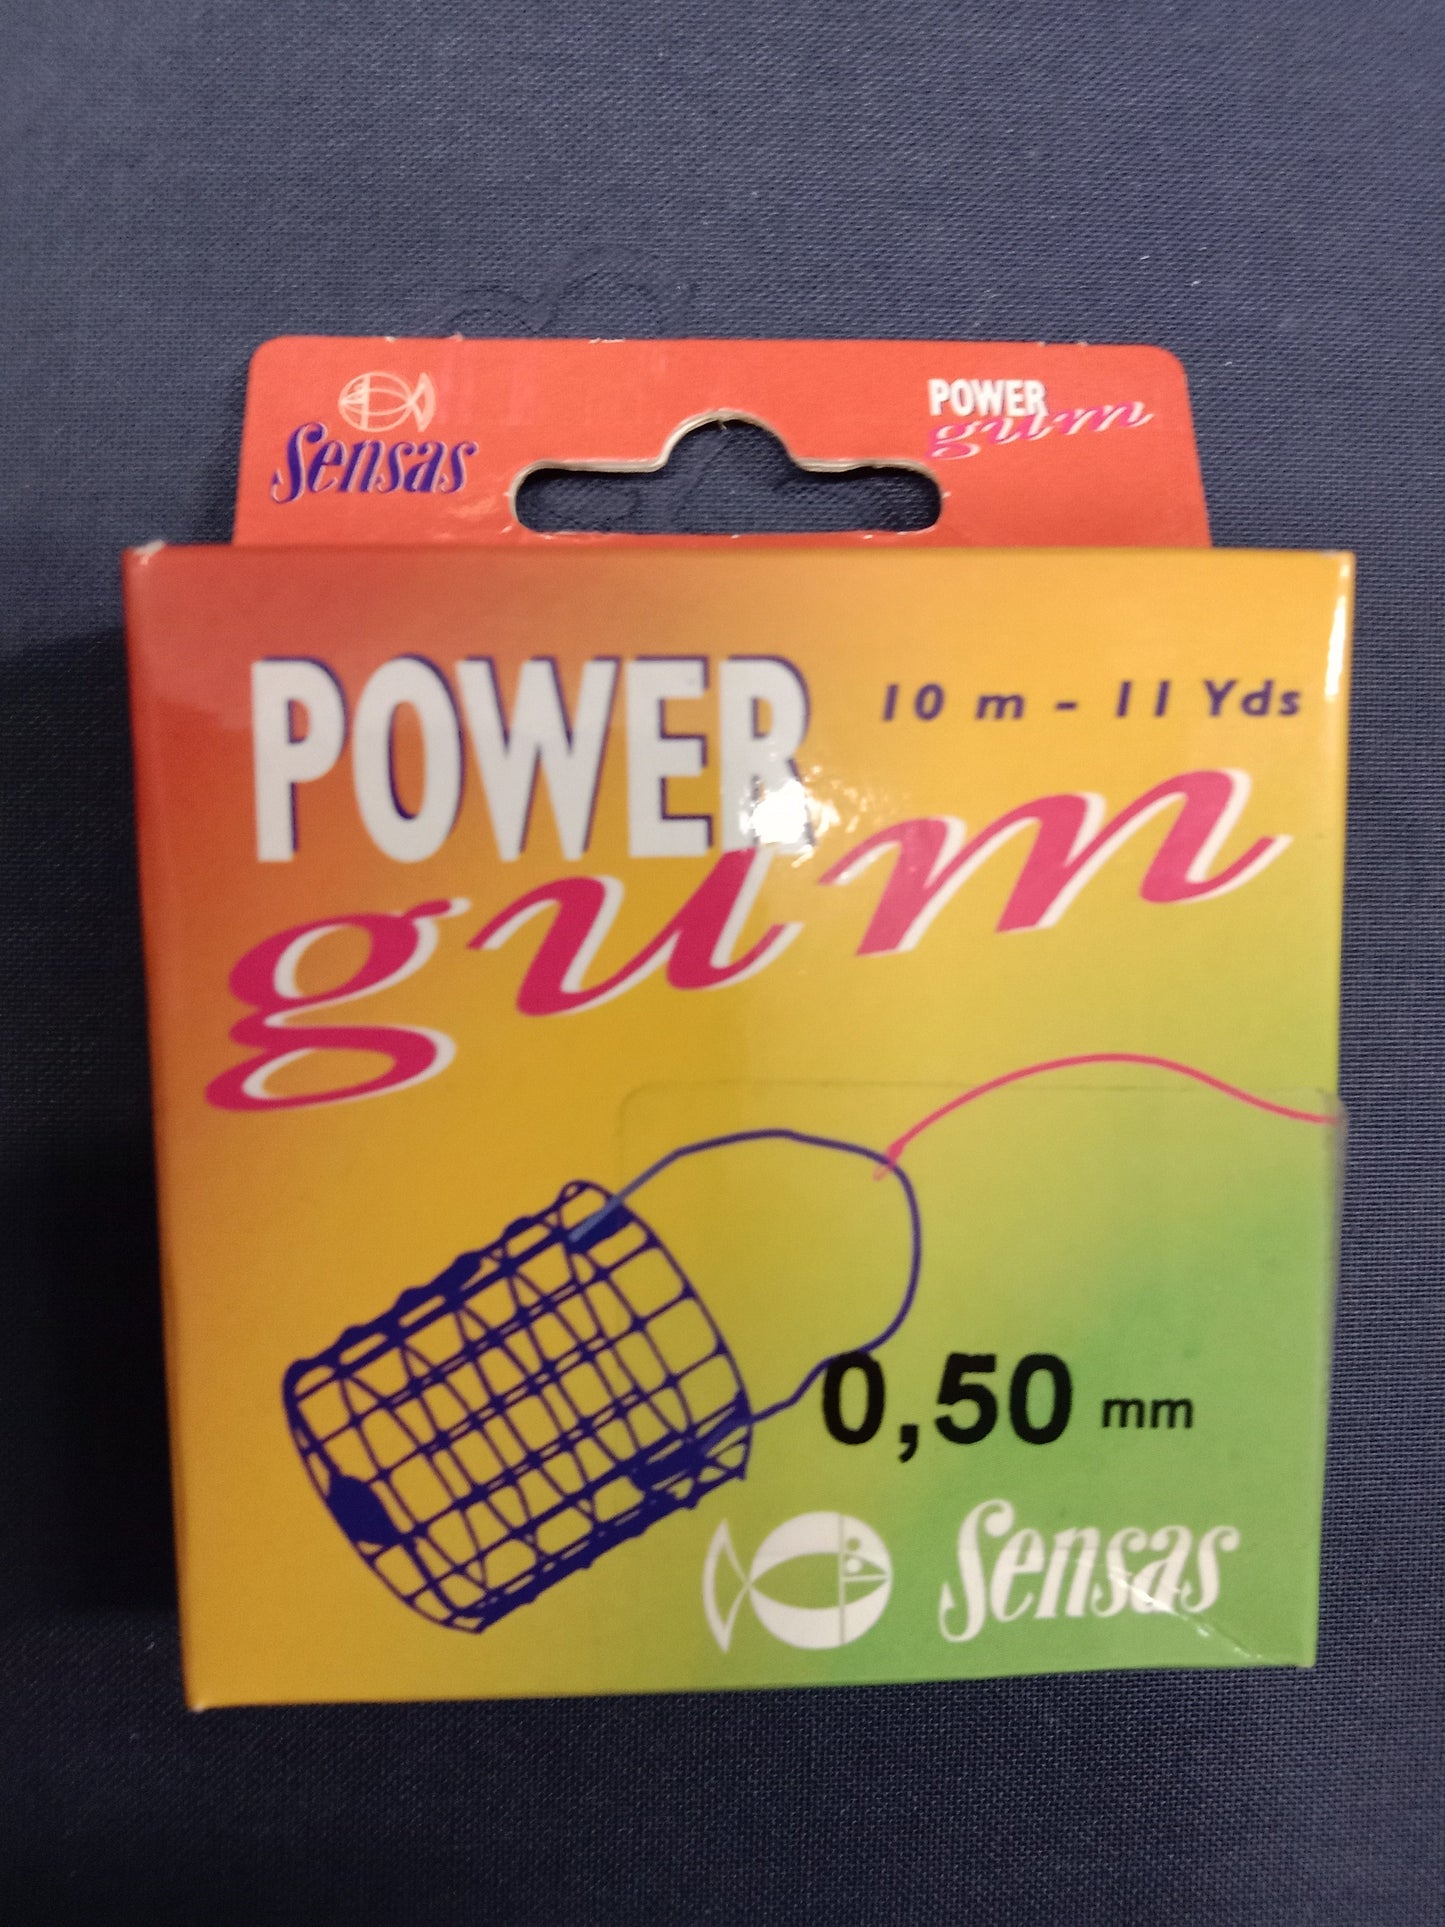 Sensas
POWER
gum
POWER
10 m - 11 Yds
gum
0,50 mm
Sensas